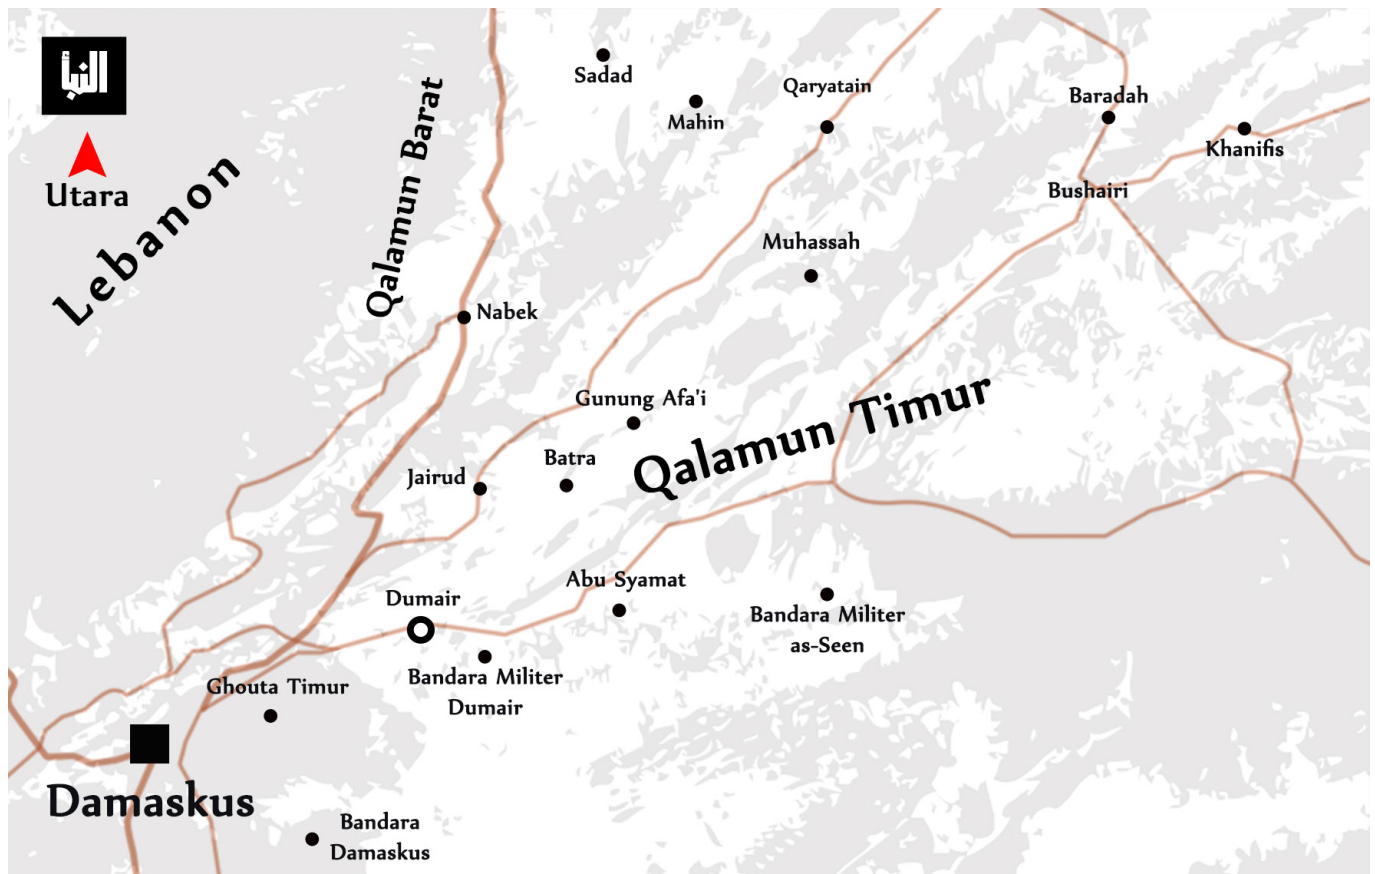 النبأ
Utara
Lebanon
Qalamun Barat
Sadad
Mahin
Qaryatain
Baradah
Khanifis
Bushairi
Muhassah
Nabek
Gunung Afa'i
Qalamun Timur
Batra
Jairud
Abu Syamat
Dumair
Bandara Militer
as-Seen
Bandara Militer
Dumair
Ghouta Timur
Damaskus
Bandara
Damaskus